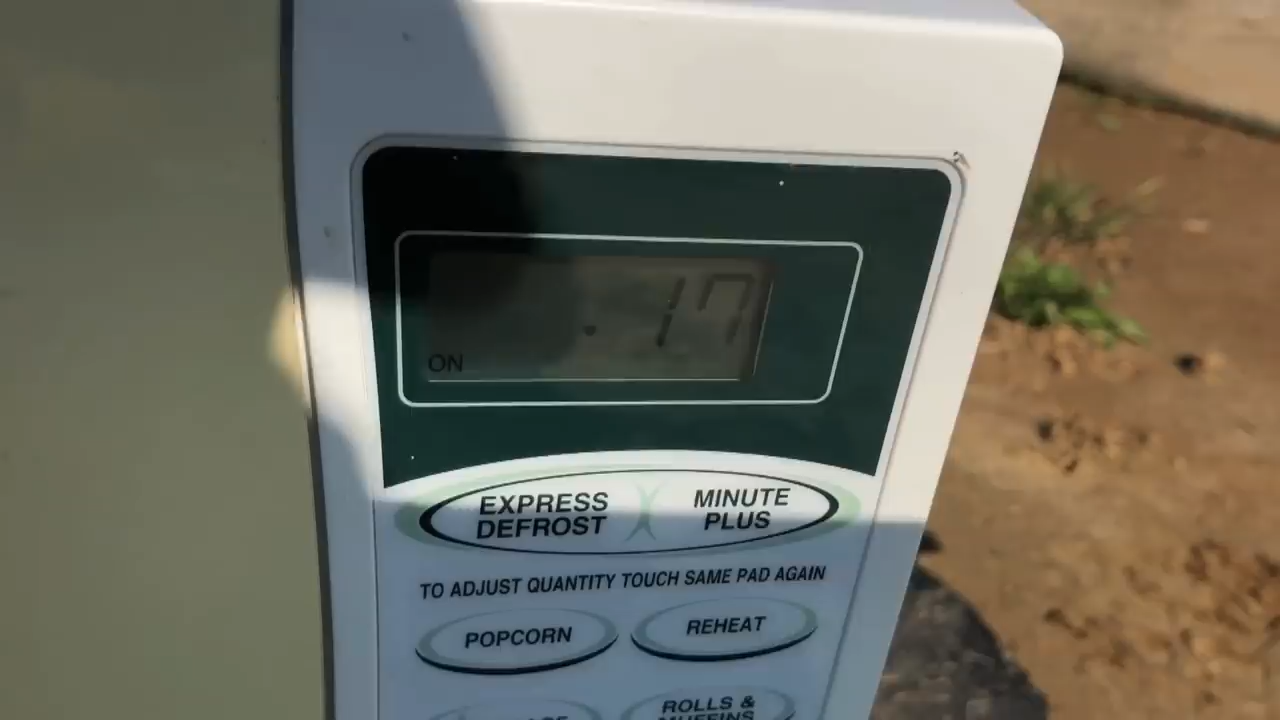 .17
ON
EXPRESS DEFROST
MINUTE PLUS
TO ADJUST QUANTITY TOUCH SAME PAD AGAIN
POPCORN
REHEAT
ROLLS &
MUFFINS